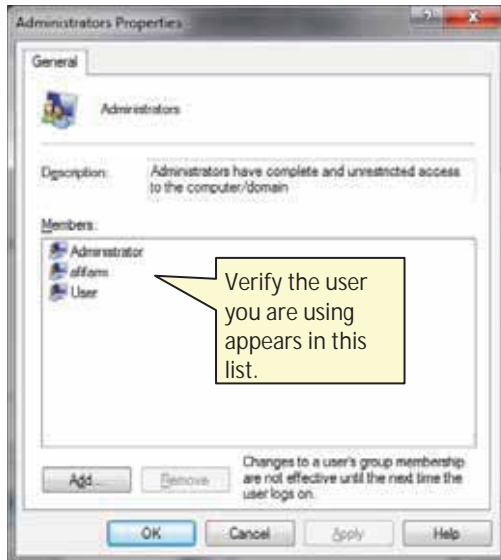 Administrators Properties
General
Administrators
Description:
Administrators have complete and unrestricted access
to the computer/domain
Members:
Administrator
User
Verify the user
you are using
appears in this
list.
Add...
Remove
Changes to a user's group membership
are not effective until the next time the
user logs on.
OK
Cancel
Apply
Help